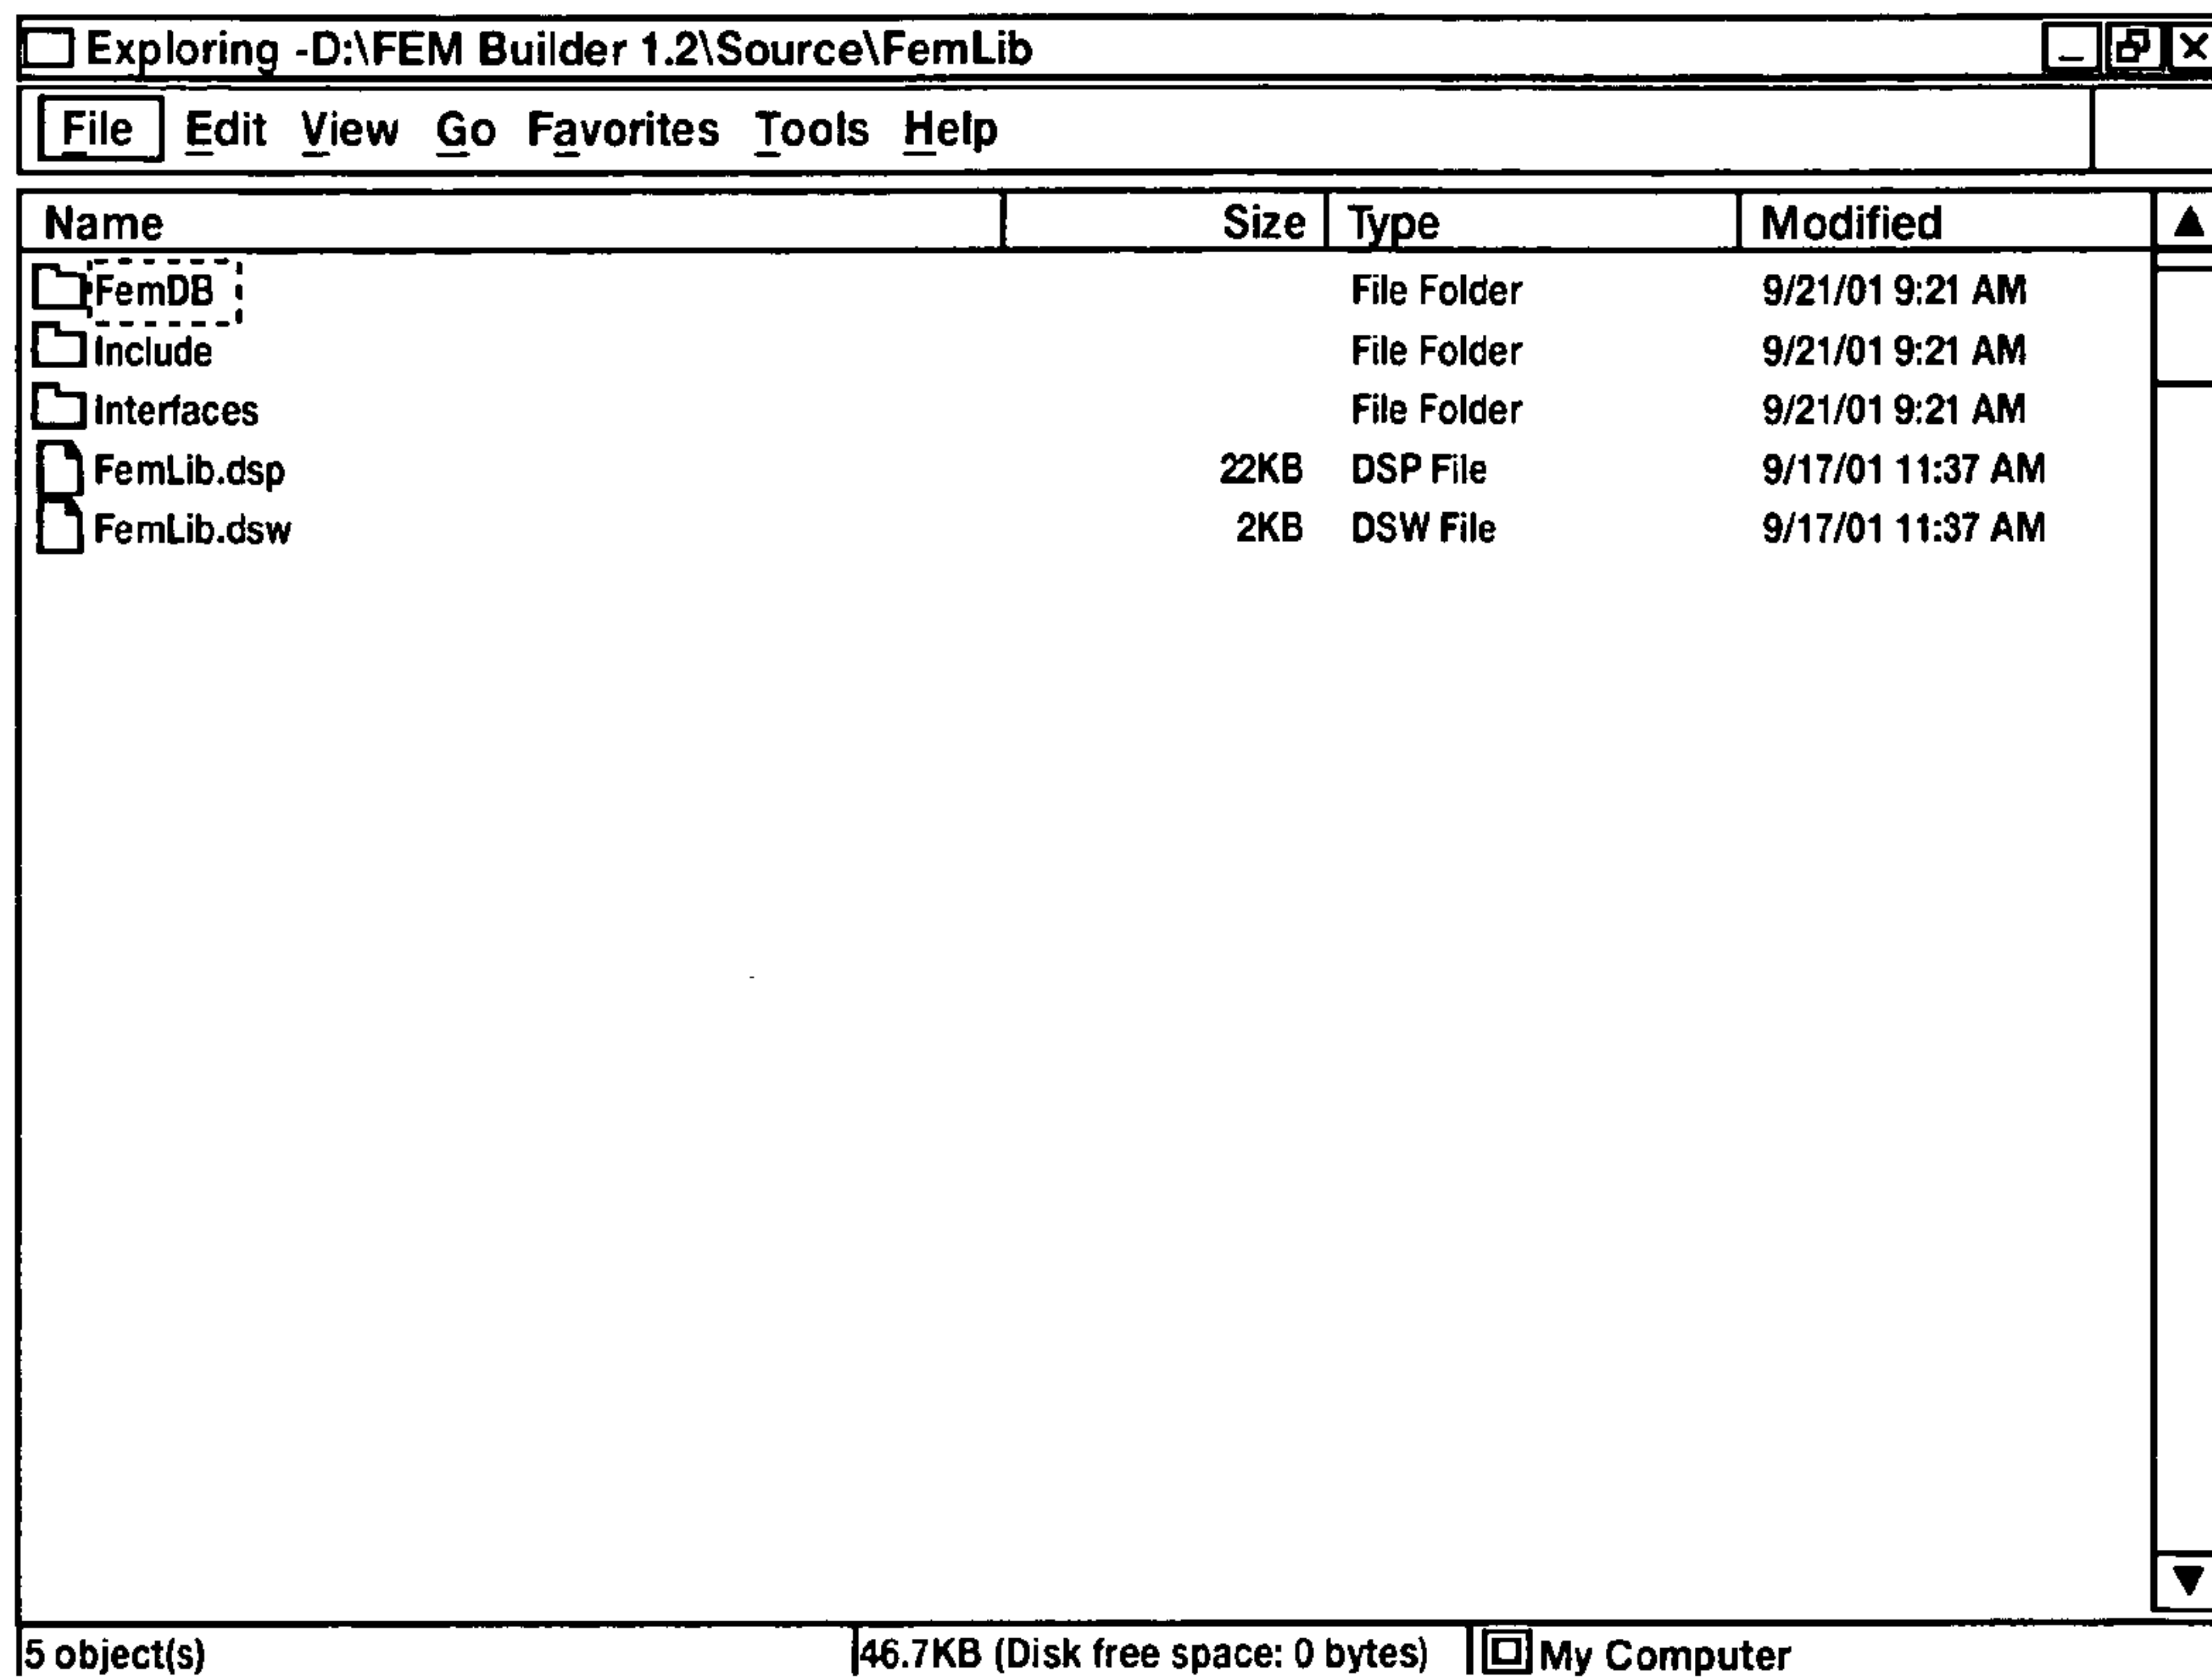 Exploring -D:\FEM Builder 1.2\Source\FemLib
File Edit View Go Favorites Tools Help
Name Size Type Modified
FemDB File Folder 9/21/01 9:21 AM
Include File Folder 9/21/01 9:21 AM
Interfaces File Folder 9/21/01 9:21 AM
FemLib.dsp 22KB DSP File 9/17/01 11:37 AM
FemLib.dsw 2KB DSW File 9/17/01 11:37 AM
5 object(s) 46.7KB (Disk free space: 0 bytes) My Computer